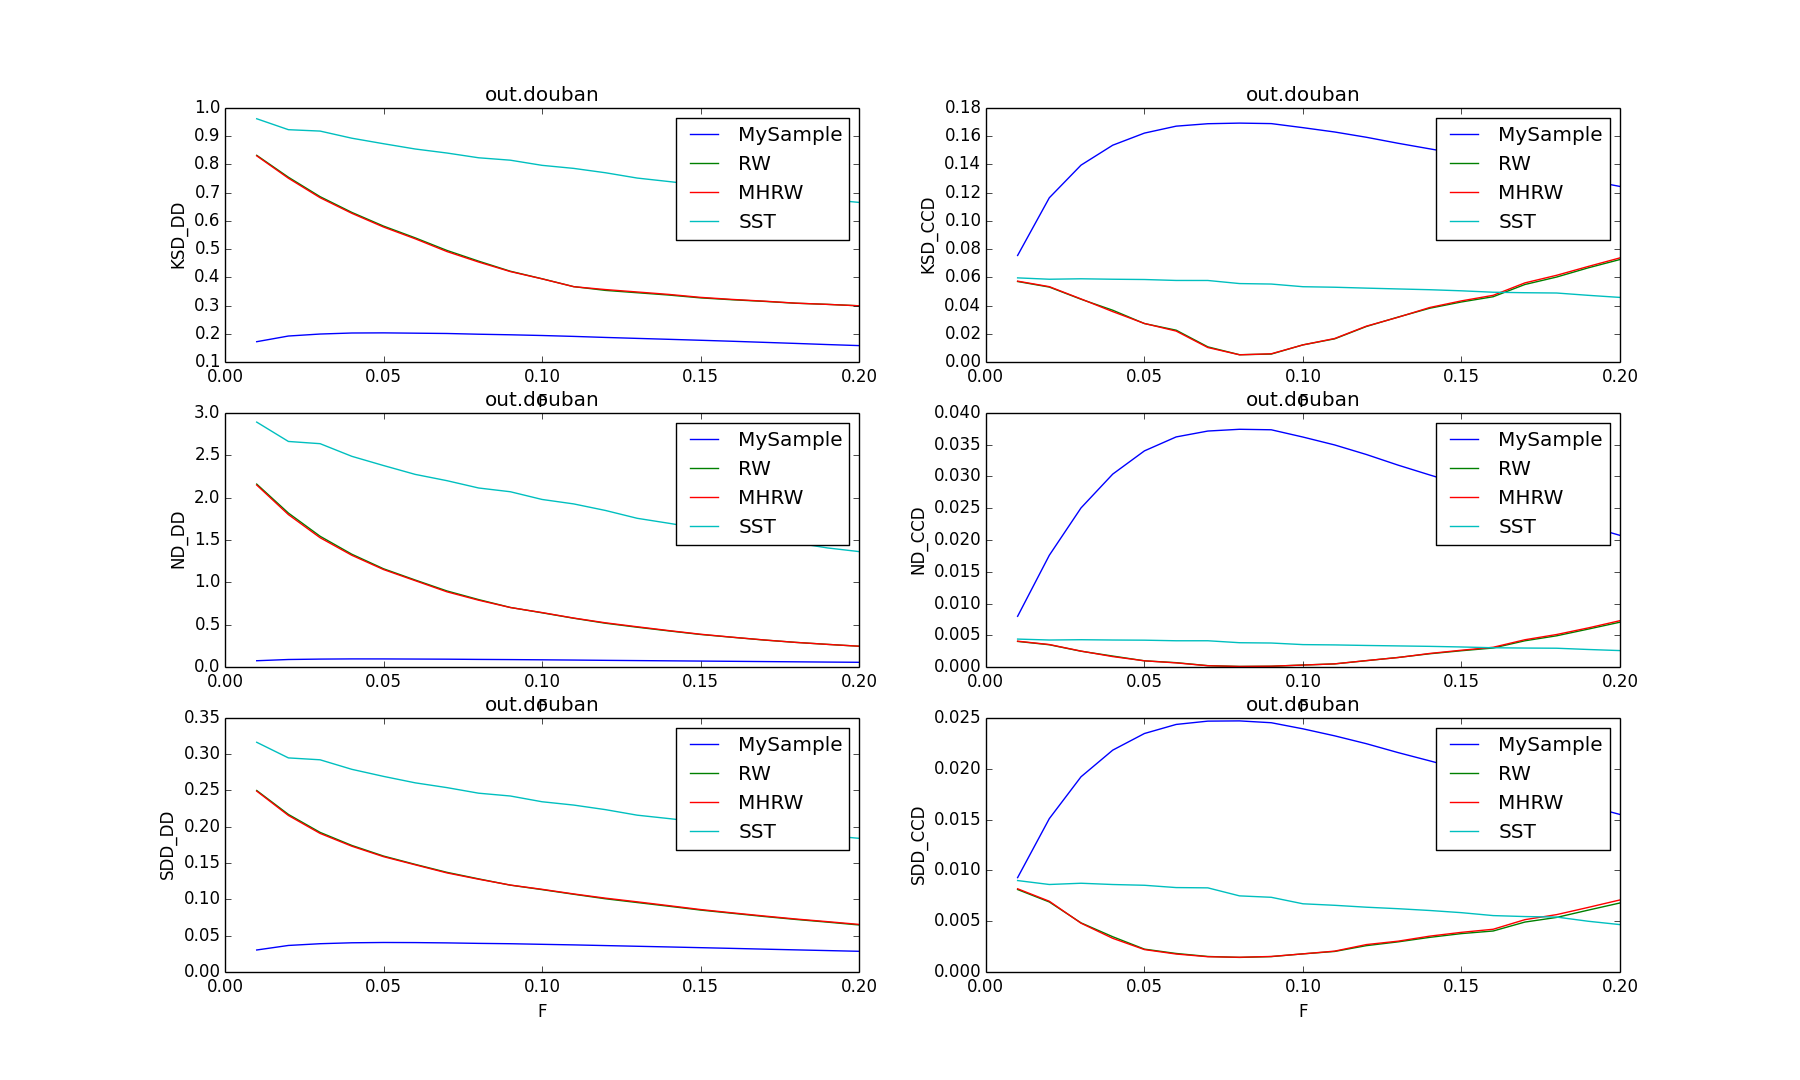 out.douban
KSD_DD
1.0
0.9
0.8
0.7
0.6
0.5
0.4
0.3
0.2
0.1
MySample
RW
MHRW
SST
0.00 0.05 0.10 0.15 0.20
F
out.douban
KSD_CCD
0.18
0.16
0.14
0.12
0.10
0.08
0.06
0.04
0.02
0.00
MySample
RW
MHRW
SST
0.00 0.05 0.10 0.15 0.20
F
out.douban
ND_DD
3.0
2.5
2.0
1.5
1.0
0.5
0.0
MySample
RW
MHRW
SST
0.00 0.05 0.10 0.15 0.20
F
out.douban
ND_CCD
0.040
0.035
0.030
0.025
0.020
0.015
0.010
0.005
0.000
MySample
RW
MHRW
SST
0.00 0.05 0.10 0.15 0.20
F
out.douban
SDD_DD
0.35
0.30
0.25
0.20
0.15
0.10
0.05
0.00
MySample
RW
MHRW
SST
0.00 0.05 0.10 0.15 0.20
F
out.douban
SDD_CCD
0.025
0.020
0.015
0.010
0.005
0.000
MySample
RW
MHRW
SST
0.00 0.05 0.10 0.15 0.20
F